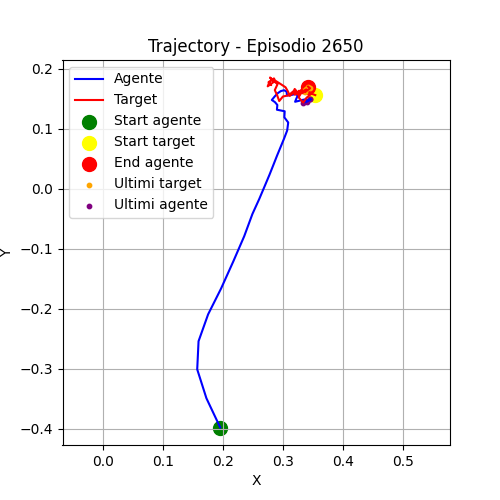 Trajectory - Episodio 2650
Agente
Target
Start agente
Start target
End agente
Ultimi target
Ultimi agente
0.2
0.1
0.0
−0.1
−0.2
−0.3
−0.4
Y
0.0 0.1 0.2 0.3 0.4 0.5
X